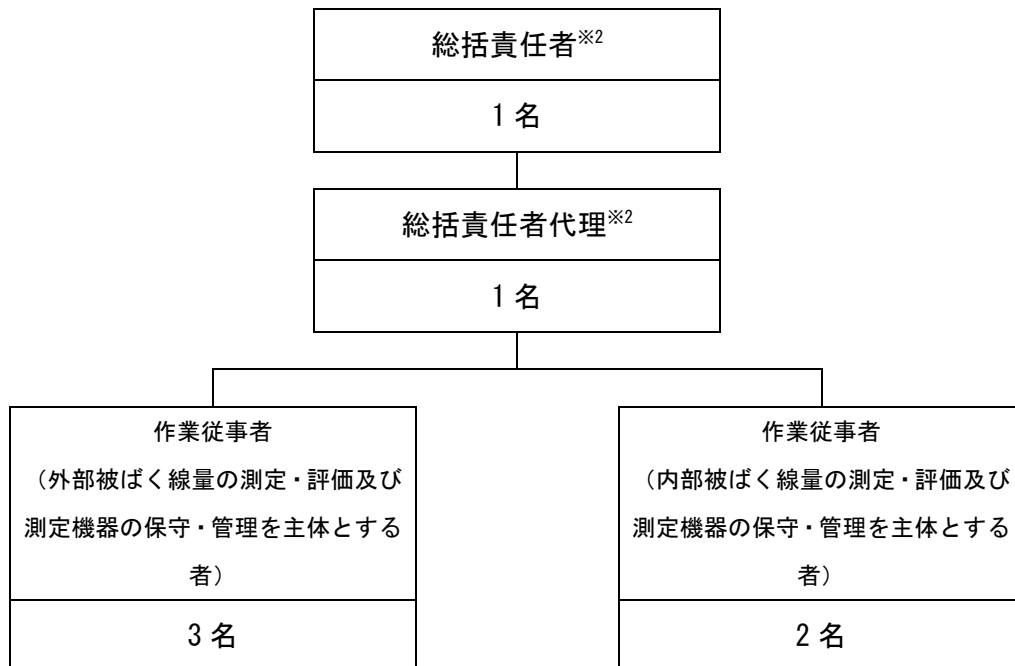 総括責任者※2
1名
総括責任者代理※2
1名
作業従事者
（外部被ばく線量の測定・評価及び
測定機器の保守・管理を主体とする
者）
3名
作業従事者
（内部被ばく線量の測定・評価及び
測定機器の保守・管理を主体とする
者）
2名